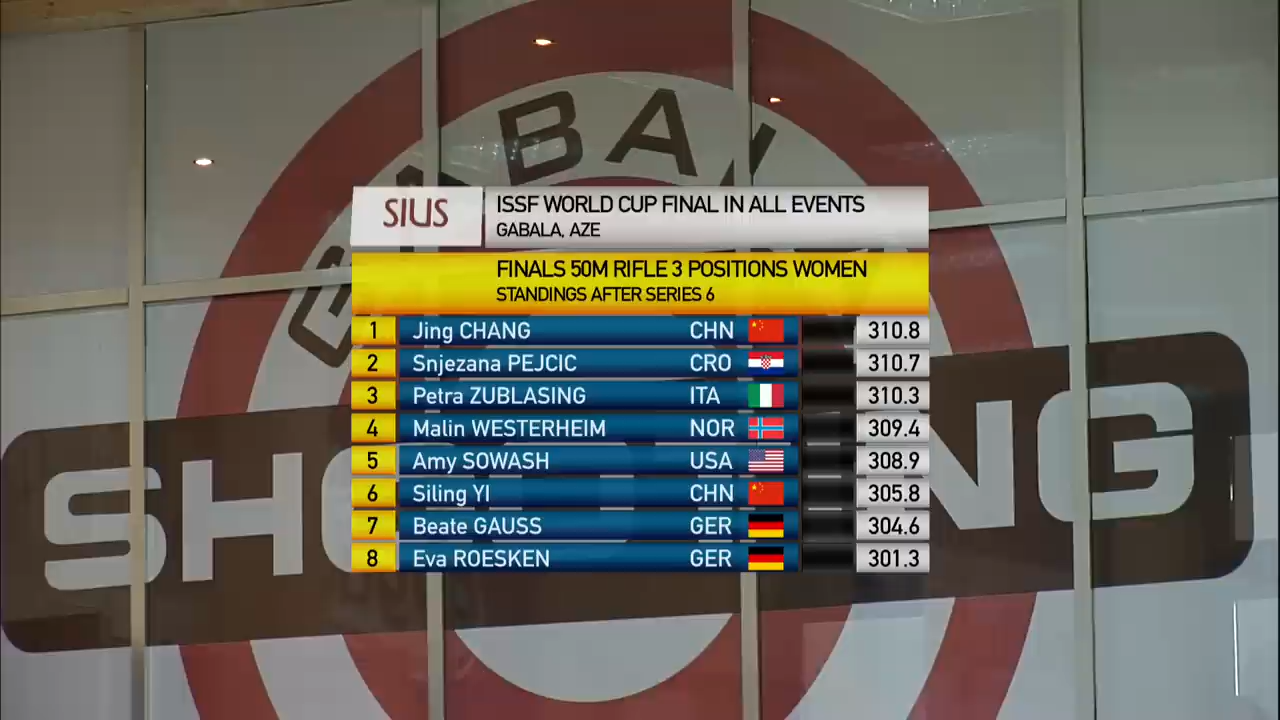 GABALA
SIUS
ISSF WORLD CUP FINAL IN ALL EVENTS
GABALA, AZE
FINALS 50M RIFLE 3 POSITIONS WOMEN
STANDINGS AFTER SERIES 6
1 Jing CHANG CHN 310.8
2 Snjezana PEJCIC CRO 310.7
3 Petra ZUBLASING ITA 310.3
4 Malin WESTERHEIM NOR 309.4
5 Amy SOWASH USA 308.9
6 Siling YI CHN 305.8
7 Beate GAUSS GER 304.6
8 Eva ROESKEN GER 301.3
SHOOTING